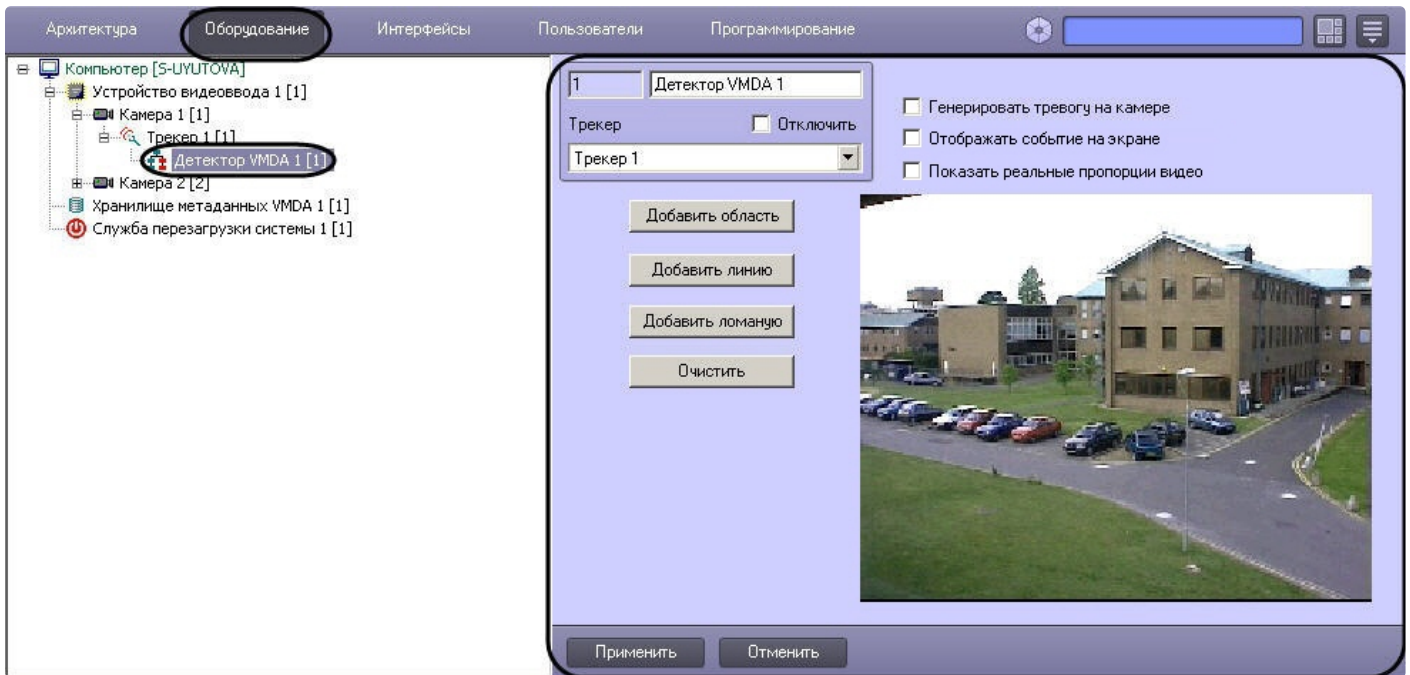 Архитектура Оборудование Интерфейсы Пользователи Программирование
Компьютер [S-UYUTOVA]
Устройство видеоввода 1 [1]
Камера 1 [1]
Трекер 1 [1]
Детектор VMDA 1 [1]
Камера 2 [2]
Хранилище метаданных VMDA 1 [1]
Служба перезагрузки системы 1 [1]
1 Детектор VMDA 1
Трекер Отключить
Трекер 1
Генерировать тревогу на камере
Отображать событие на экране
Показать реальные пропорции видео
Добавить область
Добавить линию
Добавить ломаную
Очистить
Применить Отменить